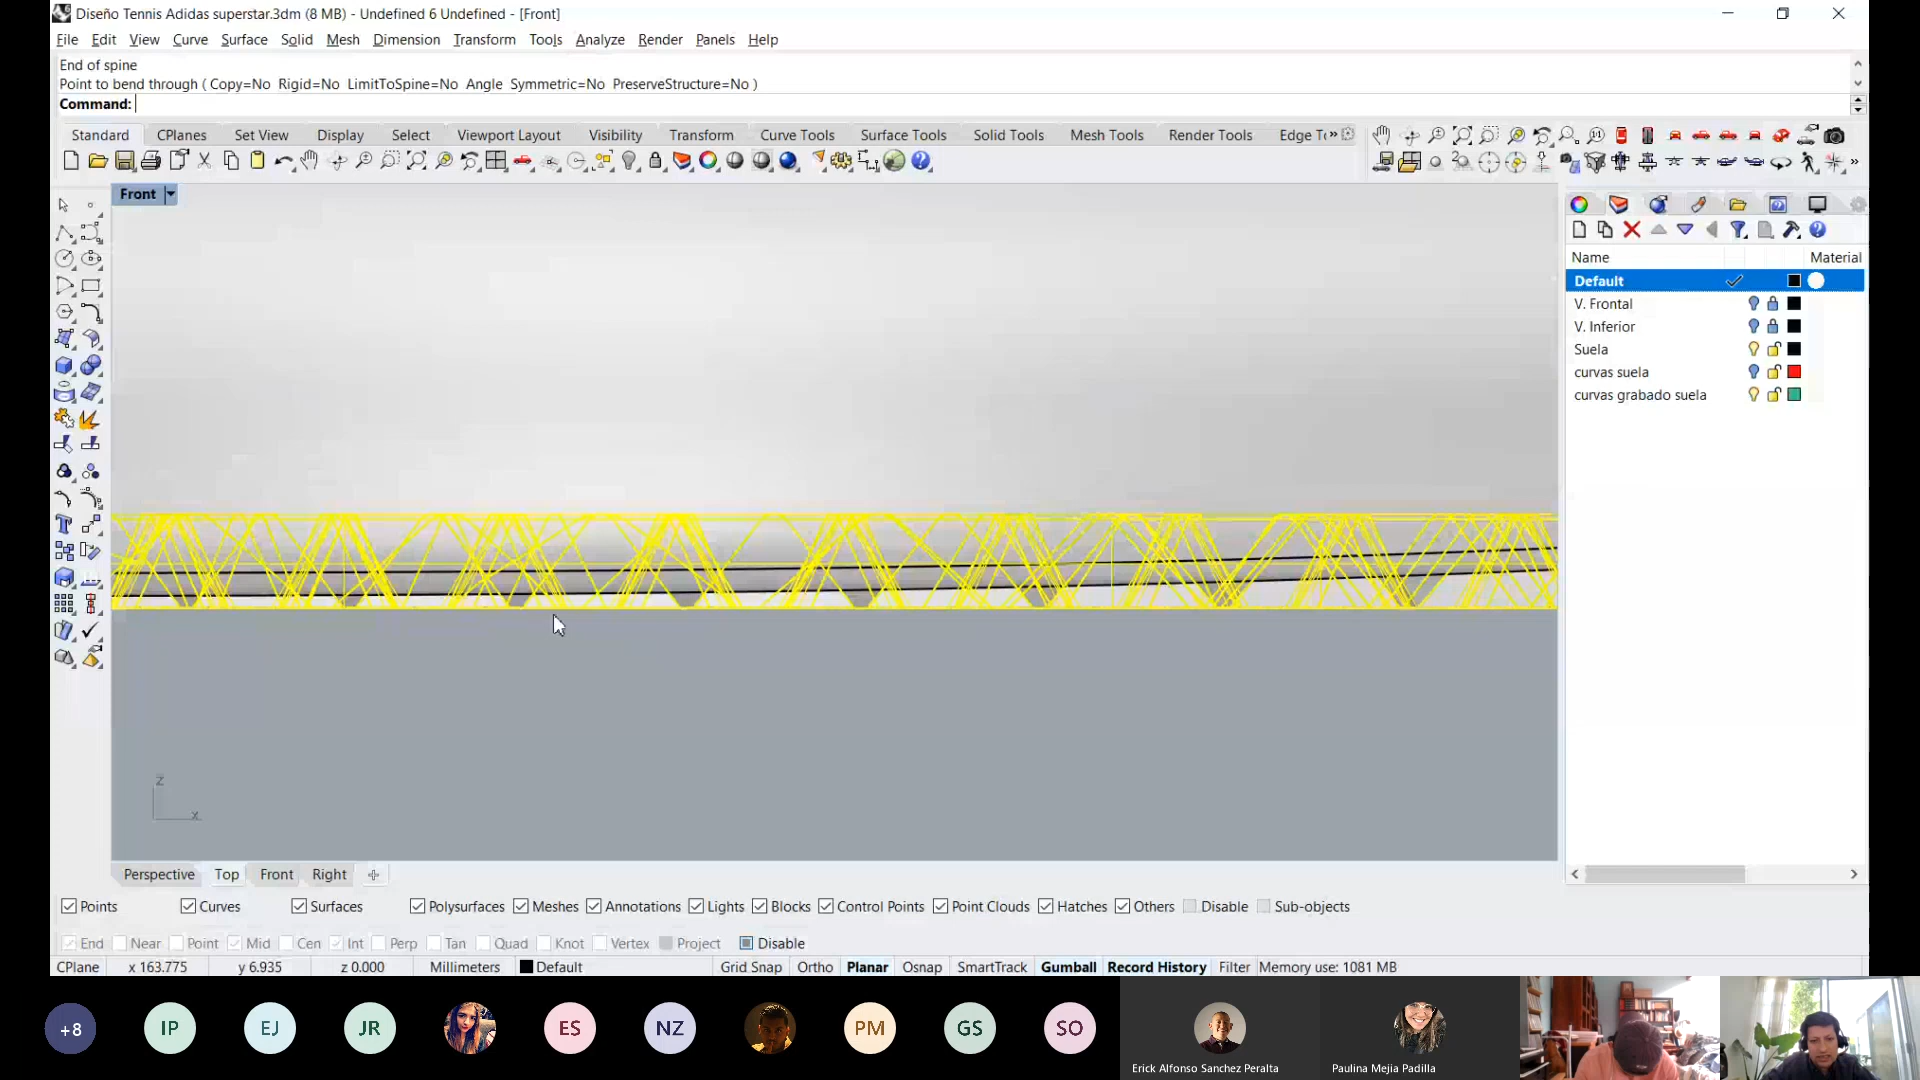 Diseño Tennis Adidas superstar.3dm (8 MB) - Undefined 6 Undefined - [Front]
File Edit View Curve Surface Solid Mesh Dimension Transform Tools Analyze Render Panels Help
End of spine
Point to bend through ( Copy=No Rigid=No LimitToSpine=No Angle Symmetric=No PreserveStructure=No )
Command:
Standard CPlanes Set View Display Select Viewport Layout Visibility Transform Curve Tools Surface Tools Solid Tools Mesh Tools Render Tools Edge
Front
Name Material
Default
V. Frontal
V. Inferior
Suela
curvas suela
curvas grabado suela
z
x
Perspective Top Front Right
Points Curves Surfaces Polysurfaces Meshes Annotations Lights Blocks Control Points Point Clouds Hatches Others Disable Sub-objects
End Near Point Mid Cen Int Perp Tan Quad Knot Vertex Project Disable
CPlane x 163.775 y 6.935 z 0.000 Millimeters Default Grid Snap Ortho Planar Osnap SmartTrack Gumball Record History Filter Memory use: 1081 MB
+8 IP EJ JR ES NZ PM GS SO
Erick Alfonso Sanchez Peralta Paulina Mejia Padilla